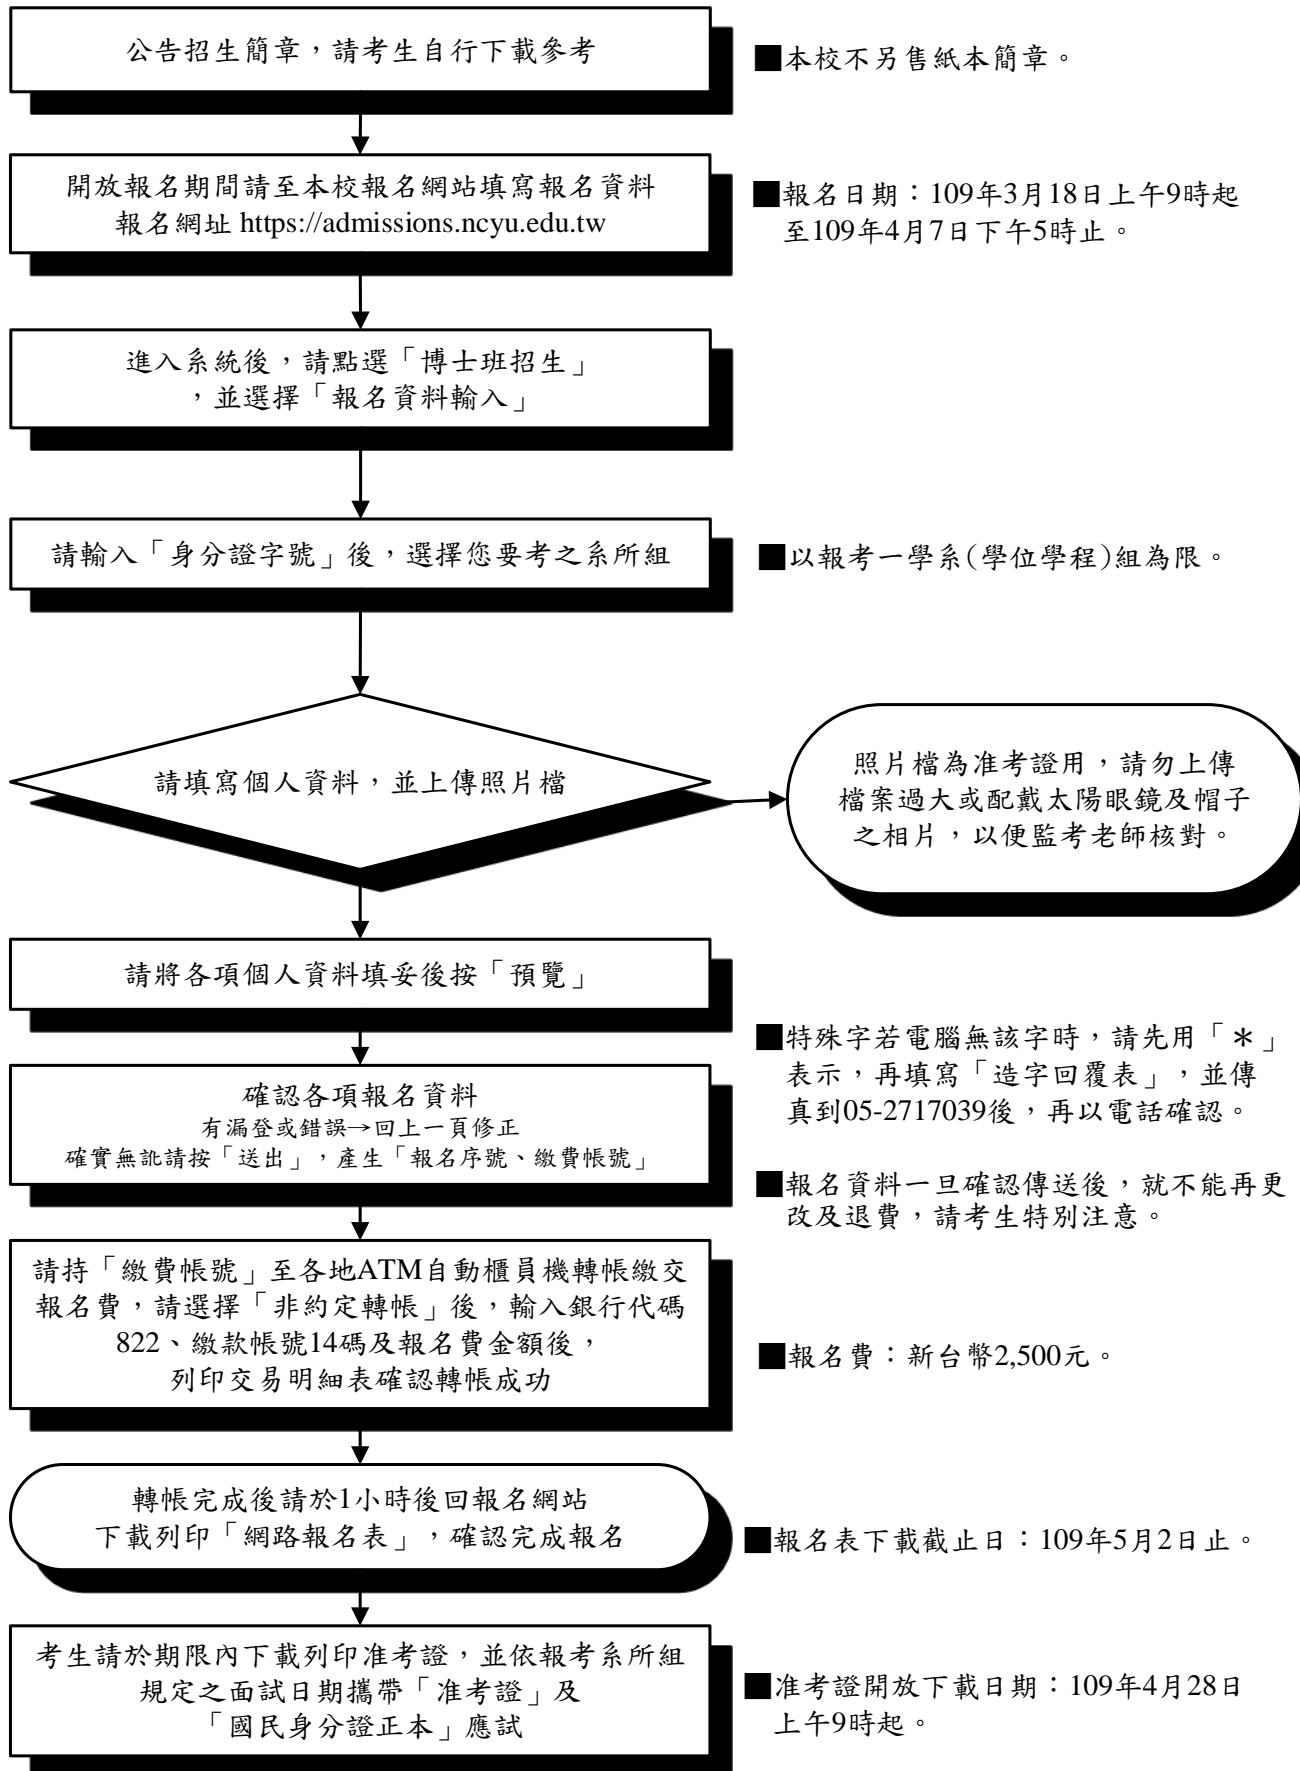 公告招生簡章，請考生自行下載參考
■本校不另售紙本簡章。
開放報名期間請至本校報名網站填寫報名資料
報名網址 https://admissions.ncyu.edu.tw
■報名日期：109年3月18日上午9時起
至109年4月7日下午5時止。
進入系統後，請點選「博士班招生」
，並選擇「報名資料輸入」
請輸入「身分證字號」後，選擇您要考之系所組
■以報考一學系(學位學程)組為限。
請填寫個人資料，並上傳照片檔
照片檔為准考證用，請勿上傳
檔案過大或配戴太陽眼鏡及帽子
之相片，以便監考老師核對。
請將各項個人資料填妥後按「預覽」
■特殊字若電腦無該字時，請先用「＊」
表示，再填寫「造字回覆表」，並傳
真到05-2717039後，再以電話確認。
確認各項報名資料
有漏登或錯誤→回上一頁修正
確實無訛請按「送出」，產生「報名序號、繳費帳號」
■報名資料一旦確認傳送後，就不能再更
改及退費，請考生特別注意。
請持「繳費帳號」至各地ATM自動櫃員機轉帳繳交
報名費，請選擇「非約定轉帳」後，輸入銀行代碼
822、繳款帳號14碼及報名費金額後，
列印交易明細表確認轉帳成功
■報名費：新台幣2,500元。
轉帳完成後請於1小時後回報名網站
下載列印「網路報名表」，確認完成報名
■報名表下載截止日：109年5月2日止。
考生請於期限內下載列印准考證，並依報考系所組
規定之面試日期攜帶「准考證」及
「國民身分證正本」應試
■准考證開放下載日期：109年4月28日
上午9時起。